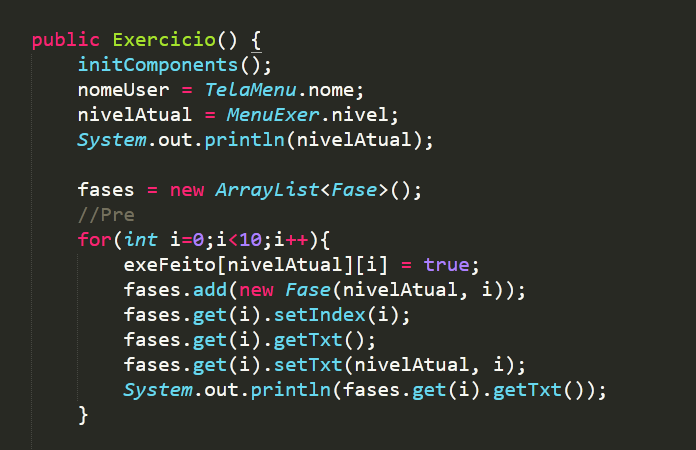 public Exercicio() {
initComponents();
nomeUser = TelaMenu.nome;
nivelAtual = MenuExer.nivel;
System.out.println(nivelAtual);
fases = new ArrayList<Fase>();
//Pre
for(int i=0;i<10;i++){
exeFeito[nivelAtual][i] = true;
fases.add(new Fase(nivelAtual, i));
fases.get(i).setIndex(i);
fases.get(i).getTxt();
fases.get(i).setTxt(nivelAtual, i);
System.out.println(fases.get(i).getTxt());
}